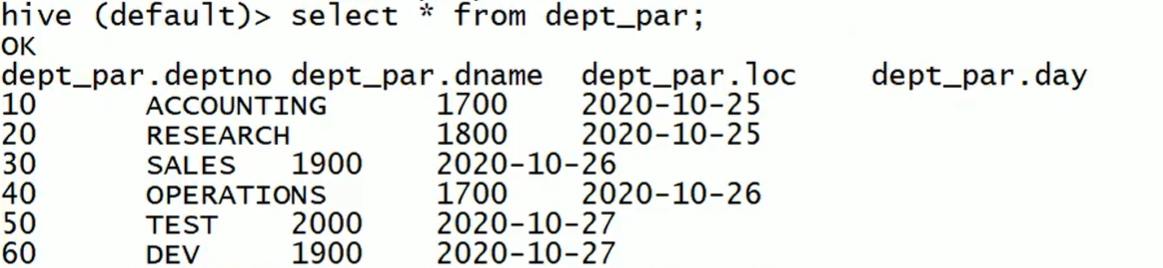 hive (default)> select * from dept_par;
OK
dept_par.deptno dept_par.dname dept_par.loc dept_par.day
10 ACCOUNTING 1700 2020-10-25
20 RESEARCH 1800 2020-10-25
30 SALES 1900 2020-10-26
40 OPERATIONS 1700 2020-10-26
50 TEST 2000 2020-10-27
60 DEV 1900 2020-10-27